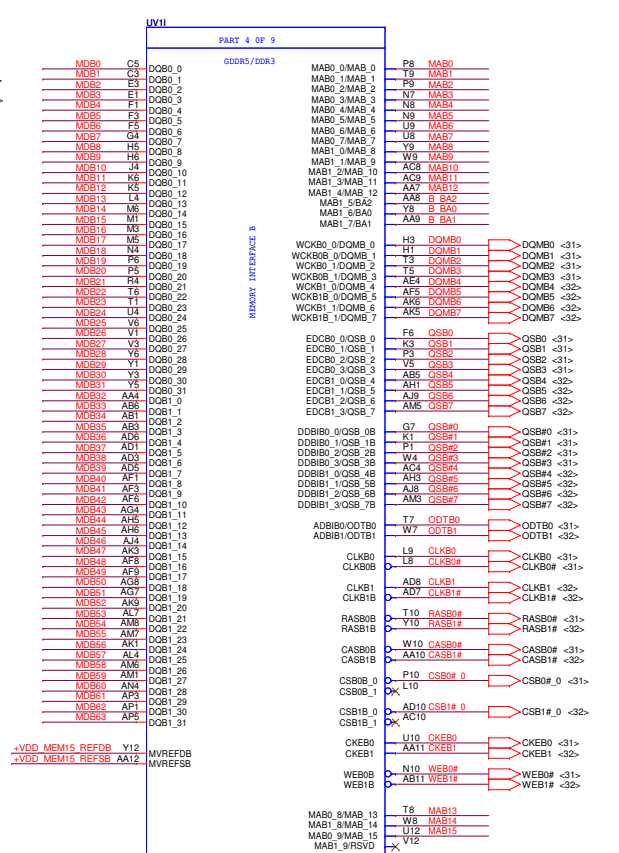 UV1I
PART 4 OF 9
GDDR5/DDR3
MDB0 C5 DQB0_0
MDB1 C3 DQB0_1
MDB2 E3 DQB0_2
MDB3 E1 DQB0_3
MDB4 F1 DQB0_4
MDB5 F3 DQB0_5
MDB6 F5 DQB0_6
MDB7 G4 DQB0_7
MDB8 H5 DQB0_8
MDB9 H6 DQB0_9
MDB10 J4 DQB0_10
MDB11 K6 DQB0_11
MDB12 K5 DQB0_12
MDB13 L4 DQB0_13
MDB14 M6 DQB0_14
MDB15 M1 DQB0_15
MDB16 M3 DQB0_16
MDB17 M5 DQB0_17
MDB18 N4 DQB0_18
MDB19 P6 DQB0_19
MDB20 P5 DQB0_20
MDB21 R4 DQB0_21
MDB22 T6 DQB0_22
MDB23 T1 DQB0_23
MDB24 U4 DQB0_24
MDB25 V6 DQB0_25
MDB26 V1 DQB0_26
MDB27 V3 DQB0_27
MDB28 Y6 DQB0_28
MDB29 Y1 DQB0_29
MDB30 Y3 DQB0_30
MDB31 Y5 DQB0_31
MDB32 AA4 DQB1_0
MDB33 AB6 DQB1_1
MDB34 AB1 DQB1_2
MDB35 AB3 DQB1_3
MDB36 AD6 DQB1_4
MDB37 AD1 DQB1_5
MDB38 AD3 DQB1_6
MDB39 AD5 DQB1_7
MDB40 AF1 DQB1_8
MDB41 AF3 DQB1_9
MDB42 AF6 DQB1_10
MDB43 AG4 DQB1_11
MDB44 AH5 DQB1_12
MDB45 AH6 DQB1_13
MDB46 AJ4 DQB1_14
MDB47 AK3 DQB1_15
MDB48 AF8 DQB1_16
MDB49 AF9 DQB1_17
MDB50 AG8 DQB1_18
MDB51 AG7 DQB1_19
MDB52 AK9 DQB1_20
MDB53 AL7 DQB1_21
MDB54 AM8 DQB1_22
MDB55 AM7 DQB1_23
MDB56 AK1 DQB1_24
MDB57 AL4 DQB1_25
MDB58 AM6 DQB1_26
MDB59 AM1 DQB1_27
MDB60 AN4 DQB1_28
MDB61 AP3 DQB1_29
MDB62 AP1 DQB1_30
MDB63 AP5 DQB1_31
+VDD_MEM15_REFDB Y12 MVREFDB
+VDD_MEM15_REFSB AA12 MVREFSB
MEMORY INTERFACE B
MAB0_0/MAB_0 P8 MAB0
MAB0_1/MAB_1 T9 MAB1
MAB0_2/MAB_2 P9 MAB2
MAB0_3/MAB_3 N7 MAB3
MAB0_4/MAB_4 N8 MAB4
MAB0_5/MAB_5 N9 MAB5
MAB0_6/MAB_6 U9 MAB6
MAB0_7/MAB_7 U8 MAB7
MAB1_0/MAB_8 Y9 MAB8
MAB1_1/MAB_9 W9 MAB9
MAB1_2/MAB_10 AC8 MAB10
MAB1_3/MAB_11 AC9 MAB11
MAB1_4/MAB_12 AA7 MAB12
MAB1_5/BA2 AA8 B_BA2
MAB1_6/BA0 Y8 B_BA0
MAB1_7/BA1 AA9 B_BA1
WCKB0_0/DQMB_0 H3 DQMB0 DQMB0 <31>
WCKB0B_0/DQMB_1 H1 DQMB1 DQMB1 <31>
WCKB0_1/DQMB_2 T3 DQMB2 DQMB2 <31>
WCKB0B_1/DQMB_3 T5 DQMB3 DQMB3 <31>
WCKB1_0/DQMB_4 AE4 DQMB4 DQMB4 <32>
WCKB1B_0/DQMB_5 AF5 DQMB5 DQMB5 <32>
WCKB1_1/DQMB_6 AK6 DQMB6 DQMB6 <32>
WCKB1B_1/DQMB_7 AK5 DQMB7 DQMB7 <32>
EDCB0_0/QSB_0 F6 QSB0 QSB0 <31>
EDCB0_1/QSB_1 K3 QSB1 QSB1 <31>
EDCB0_2/QSB_2 P3 QSB2 QSB2 <31>
EDCB0_3/QSB_3 V5 QSB3 QSB3 <31>
EDCB1_0/QSB_4 AB5 QSB4 QSB4 <32>
EDCB1_1/QSB_5 AH1 QSB5 QSB5 <32>
EDCB1_2/QSB_6 AJ9 QSB6 QSB6 <32>
EDCB1_3/QSB_7 AM5 QSB7 QSB7 <32>
DDBIB0_0/QSB_0B G7 QSB#0 QSB#0 <31>
DDBIB0_1/QSB_1B K1 QSB#1 QSB#1 <31>
DDBIB0_2/QSB_2B P1 QSB#2 QSB#2 <31>
DDBIB0_3/QSB_3B W4 QSB#3 QSB#3 <31>
DDBIB1_0/QSB_4B AC4 QSB#4 QSB#4 <32>
DDBIB1_1/QSB_5B AH3 QSB#5 QSB#5 <32>
DDBIB1_2/QSB_6B AJ8 QSB#6 QSB#6 <32>
DDBIB1_3/QSB_7B AM3 QSB#7 QSB#7 <32>
ADBIB0/ODTB0 T7 ODTB0 ODTB0 <31>
ADBIB1/ODTB1 W7 ODTB1 ODTB1 <32>
CLKB0 L9 CLKB0 CLKB0 <31>
CLKB0B L8 CLKB0# CLKB0# <31>
CLKB1 AD8 CLKB1 CLKB1 <32>
CLKB1B AD7 CLKB1# CLKB1# <32>
RASB0B T10 RASB0# RASB0# <31>
RASB1B Y10 RASB1# RASB1# <32>
CASB0B W10 CASB0# CASB0# <31>
CASB1B AA10 CASB1# CASB1# <32>
CSB0B_0 P10 CSB0#_0 CSB0#_0 <31>
CSB0B_1 L10
CSB1B_0 AD10 CSB1#_0 CSB1#_0 <32>
CSB1B_1 AC10
CKEB0 U10 CKEB0 CKEB0 <31>
CKEB1 AA11 CKEB1 CKEB1 <32>
WEB0B N10 WEB0# WEB0# <31>
WEB1B AB11 WEB1# WEB1# <32>
MAB0_8/MAB_13 T8 MAB13
MAB1_8/MAB_14 W8 MAB14
MAB0_9/MAB_15 U12 MAB15
MAB1_9/RSVD V12